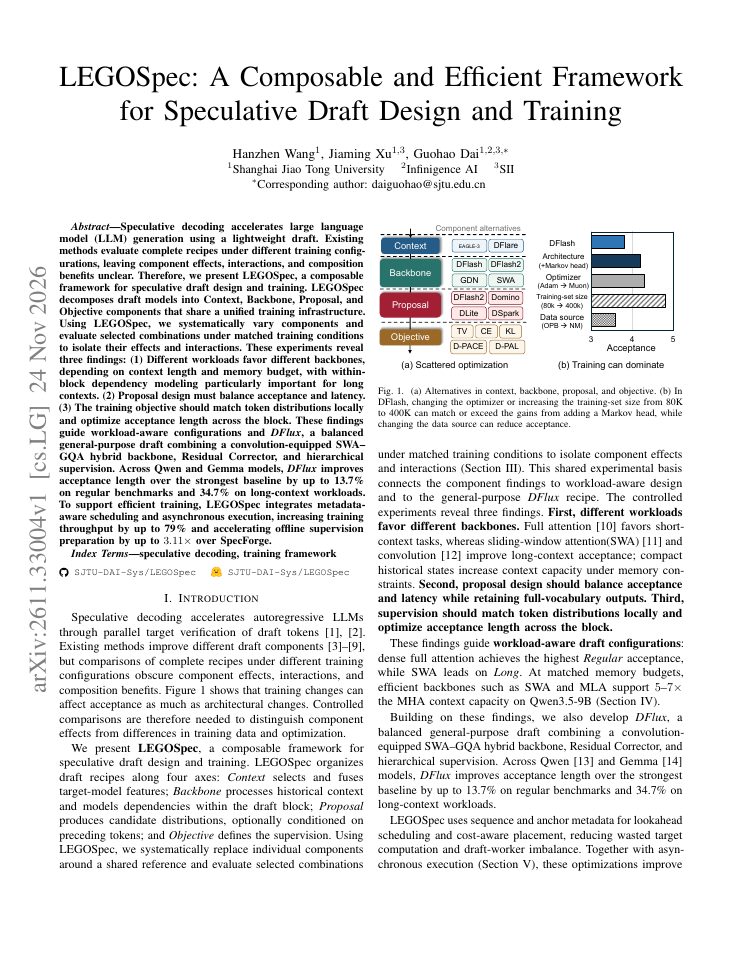 LEGOSpec: A Composable and Efficient Framework
for Speculative Draft Design and Training
Hanzhen Wang1, Jiaming Xu1,3, Guohao Dai1,2,3,*
1Shanghai Jiao Tong University 2Infinigence AI 3SII
*Corresponding author: daiguohao@sjtu.edu.cn
arXiv:2611.33004v1 [cs.LG] 24 Nov 2026
Abstract—Speculative decoding accelerates large language
model (LLM) generation using a lightweight draft. Existing
methods evaluate complete recipes under different training config-
urations, leaving component effects, interactions, and composition
benefits unclear. Therefore, we present LEGOSpec, a composable
framework for speculative draft design and training. LEGOSpec
decomposes draft models into Context, Backbone, Proposal, and
Objective components that share a unified training infrastructure.
Using LEGOSpec, we systematically vary components and
evaluate selected combinations under matched training conditions
to isolate their effects and interactions. These experiments reveal
three findings: (1) Different workloads favor different backbones,
depending on context length and memory budget, with within-
block dependency modeling particularly important for long
contexts. (2) Proposal design must balance acceptance and latency.
(3) The training objective should match token distributions locally
and optimize acceptance length across the block. These findings
guide workload-aware configurations and DFlux, a balanced
general-purpose draft combining a convolution-equipped SWA–
GQA hybrid backbone, Residual Corrector, and hierarchical
supervision. Across Qwen and Gemma models, DFlux improves
acceptance length over the strongest baseline by up to 13.7%
on regular benchmarks and 34.7% on long-context workloads.
To support efficient training, LEGOSpec integrates metadata-
aware scheduling and asynchronous execution, increasing training
throughput by up to 79% and accelerating offline supervision
preparation by up to 3.11× over SpecForge.
Index Terms—speculative decoding, training framework
SJTU-DAI-Sys/LEGOSpec SJTU-DAI-Sys/LEGOSpec
I. INTRODUCTION
Speculative decoding accelerates autoregressive LLMs
through parallel target verification of draft tokens [1], [2].
Existing methods improve different draft components [3]–[9],
but comparisons of complete recipes under different training
configurations obscure component effects, interactions, and
composition benefits. Figure 1 shows that training changes can
affect acceptance as much as architectural changes. Controlled
comparisons are therefore needed to distinguish component
effects from differences in training data and optimization.
We present LEGOSpec, a composable framework for
speculative draft design and training. LEGOSpec organizes
draft recipes along four axes: Context selects and fuses
target-model features; Backbone processes historical context
and models dependencies within the draft block; Proposal
produces candidate distributions, optionally conditioned on
preceding tokens; and Objective defines the supervision. Using
LEGOSpec, we systematically replace individual components
around a shared reference and evaluate selected combinations
Component alternatives
Context EAGLE-3 DFlare
Backbone DFlash DFlash2
GDN SWA
Proposal DFlash2 Domino
DLite DSpark
Objective TV CE KL
D-PACE D-PAL
(a) Scattered optimization
DFlash
Architecture
(+Markov head)
Optimizer
(Adam → Muon)
Training-set size
(80k → 400k)
Data source
(OPB → NM)
3 4 5
Acceptance
(b) Training can dominate
Fig. 1. (a) Alternatives in context, backbone, proposal, and objective. (b) In
DFlash, changing the optimizer or increasing the training-set size from 80K
to 400K can match or exceed the gains from adding a Markov head, while
changing the data source can reduce acceptance.
under matched training conditions to isolate component effects
and interactions (Section III). This shared experimental basis
connects the component findings to workload-aware design
and to the general-purpose DFlux recipe. The controlled
experiments reveal three findings. First, different workloads
favor different backbones. Full attention [10] favors short-
context tasks, whereas sliding-window attention(SWA) [11] and
convolution [12] improve long-context acceptance; compact
historical states increase context capacity under memory con-
straints. Second, proposal design should balance acceptance
and latency while retaining full-vocabulary outputs. Third,
supervision should match token distributions locally and
optimize acceptance length across the block.
These findings guide workload-aware draft configurations:
dense full attention achieves the highest Regular acceptance,
while SWA leads on Long. At matched memory budgets,
efficient backbones such as SWA and MLA support 5–7×
the MHA context capacity on Qwen3.5-9B (Section IV).
Building on these findings, we also develop DFlux, a
balanced general-purpose draft combining a convolution-
equipped SWA–GQA hybrid backbone, Residual Corrector, and
hierarchical supervision. Across Qwen [13] and Gemma [14]
models, DFlux improves acceptance length over the strongest
baseline by up to 13.7% on regular benchmarks and 34.7% on
long-context workloads.
LEGOSpec uses sequence and anchor metadata for lookahead
scheduling and cost-aware placement, reducing wasted target
computation and draft-worker imbalance. Together with asyn-
chronous execution (Section V), these optimizations improve